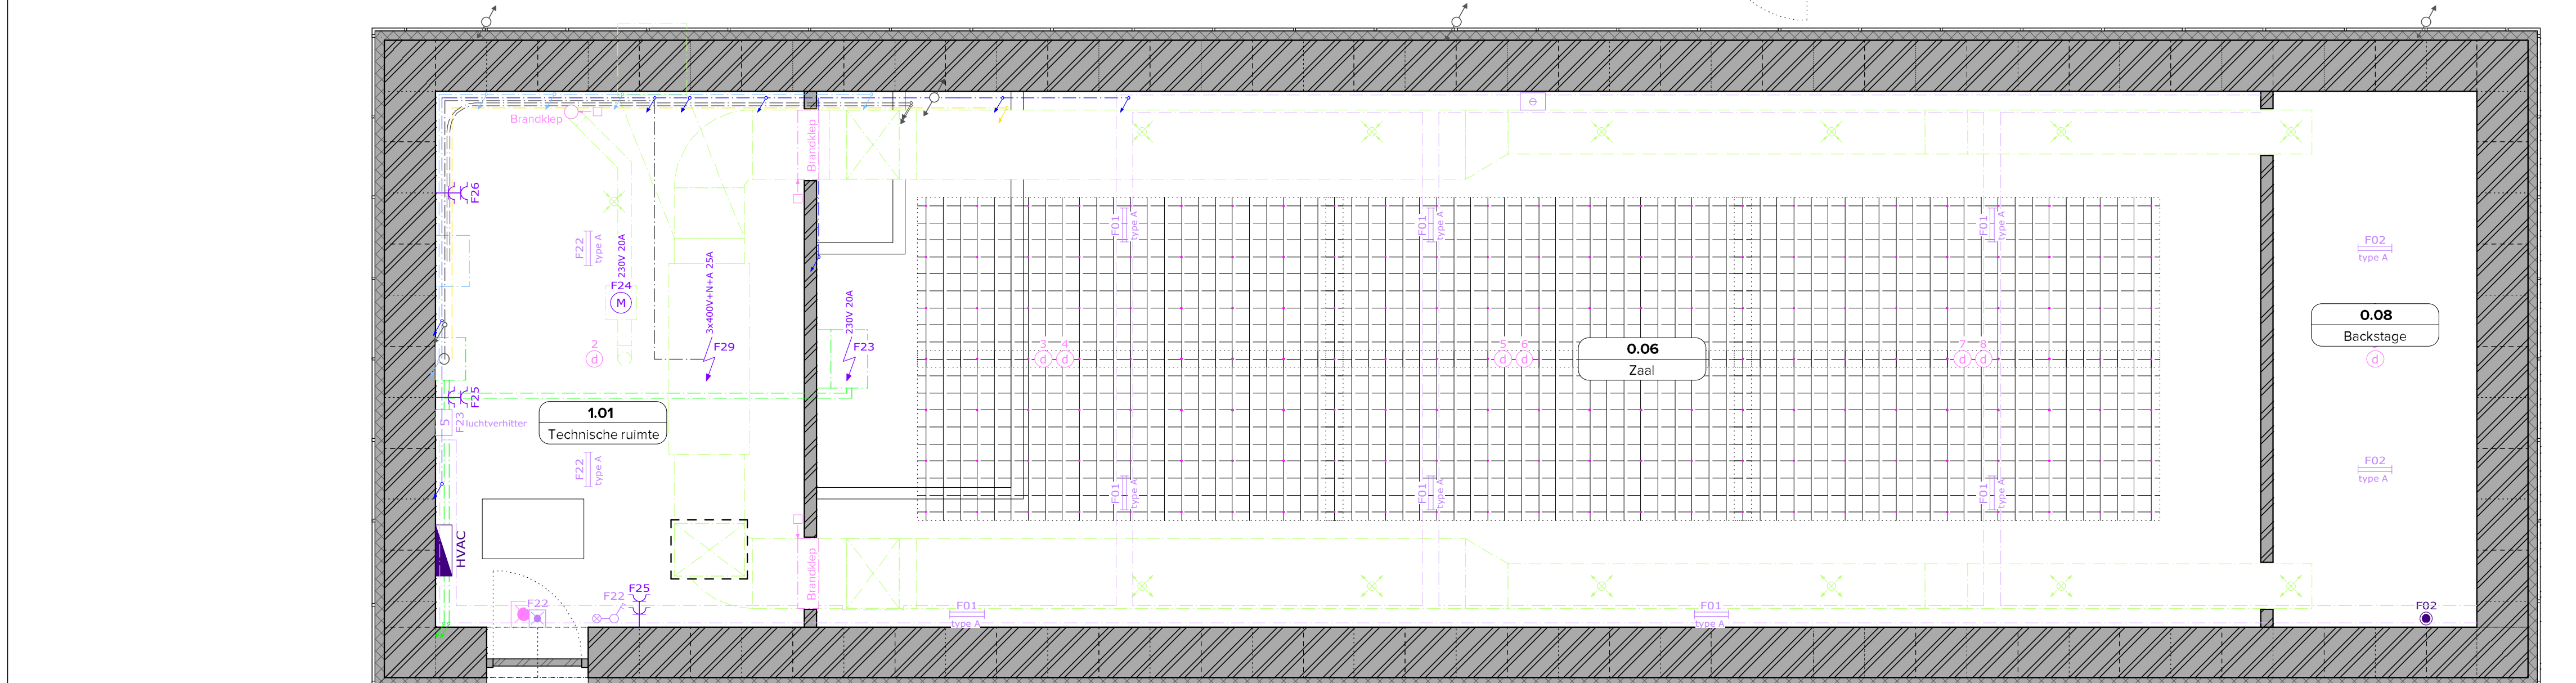 Brandklep
Brandklep
F26
F22
type A
230V 20A
F24
M
3x400V+N+A 25A
F29
2
d
230V 20A
F23
F25
F23
S
luchtverhitter
1.01
Technische ruimte
F22
type A
HVAC
F22
F22
F25
Brandklep
F01
type A
F01
type A
F01
type A
3 4
d d
5 6
d d
0.06
Zaal
7 8
d d
F01
type A
F01
type A
F01
type A
F01
type A
F01
type A
F02
type A
0.08
Backstage
d
F02
type A
F02